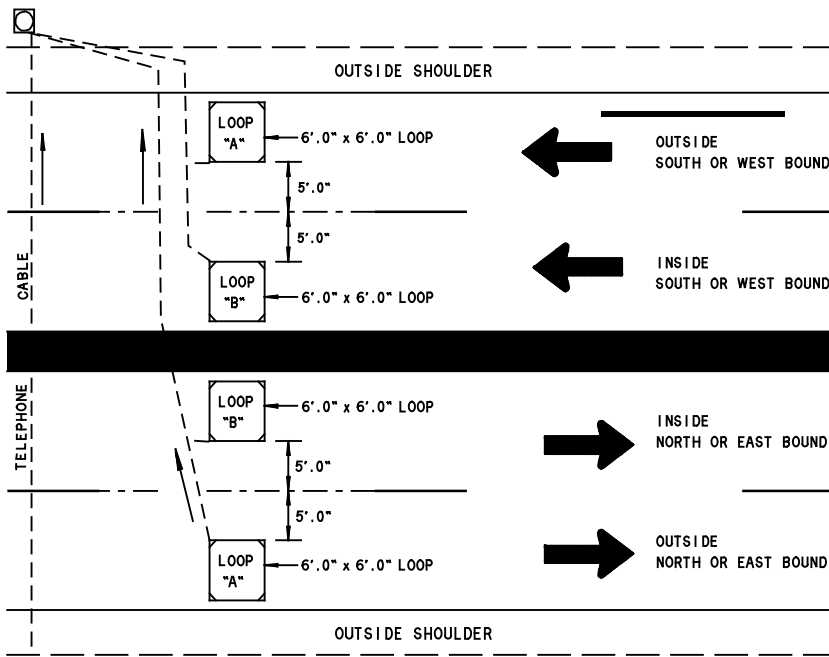 OUTSIDE SHOULDER
LOOP
"A"
6'.0" x 6'.0" LOOP
OUTSIDE
SOUTH OR WEST BOUND
5'.0"
5'.0"
CABLE
LOOP
"B"
6'.0" x 6'.0" LOOP
INSIDE
SOUTH OR WEST BOUND
TELEPHONE
LOOP
"B"
6'.0" x 6'.0" LOOP
INSIDE
NORTH OR EAST BOUND
5'.0"
5'.0"
LOOP
"A"
6'.0" x 6'.0" LOOP
OUTSIDE
NORTH OR EAST BOUND
OUTSIDE SHOULDER